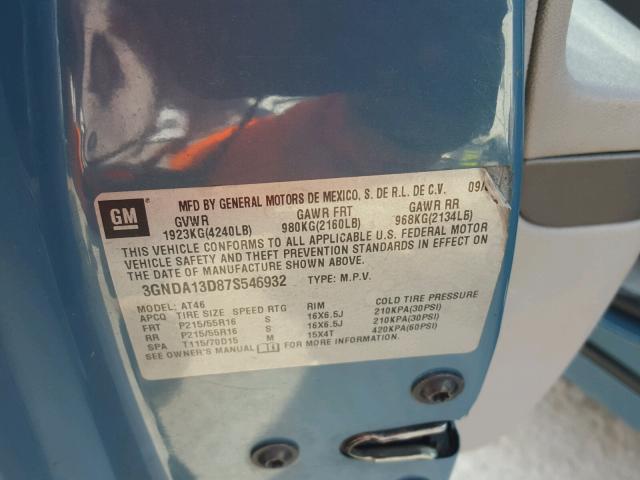 GM
MFD BY GENERAL MOTORS DE MEXICO, S. DE R.L. DE C.V. 09/
GVWR GAWR FRT GAWR RR
1923KG(4240LB) 980KG(2160LB) 968KG(2134LB)
THIS VEHICLE CONFORMS TO ALL APPLICABLE U.S. FEDERAL MOTOR
VEHICLE SAFETY AND THEFT PREVENTION STANDARDS IN EFFECT ON
THE DATE OF MANUFACTURE SHOWN ABOVE.
3GNDA13D87S546932 TYPE: M.P.V.
MODEL: AT46
APCQ TIRE SIZE SPEED RTG RIM COLD TIRE PRESSURE
FRT P215/55R16 S 16X6.5J 210KPA(30PSI)
RR P215/55R16 S 16X6.5J 210KPA(30PSI)
SPA T115/70D15 M 15X4T 420KPA(60PSI)
SEE OWNER'S MANUAL FOR MORE INFORMATION.